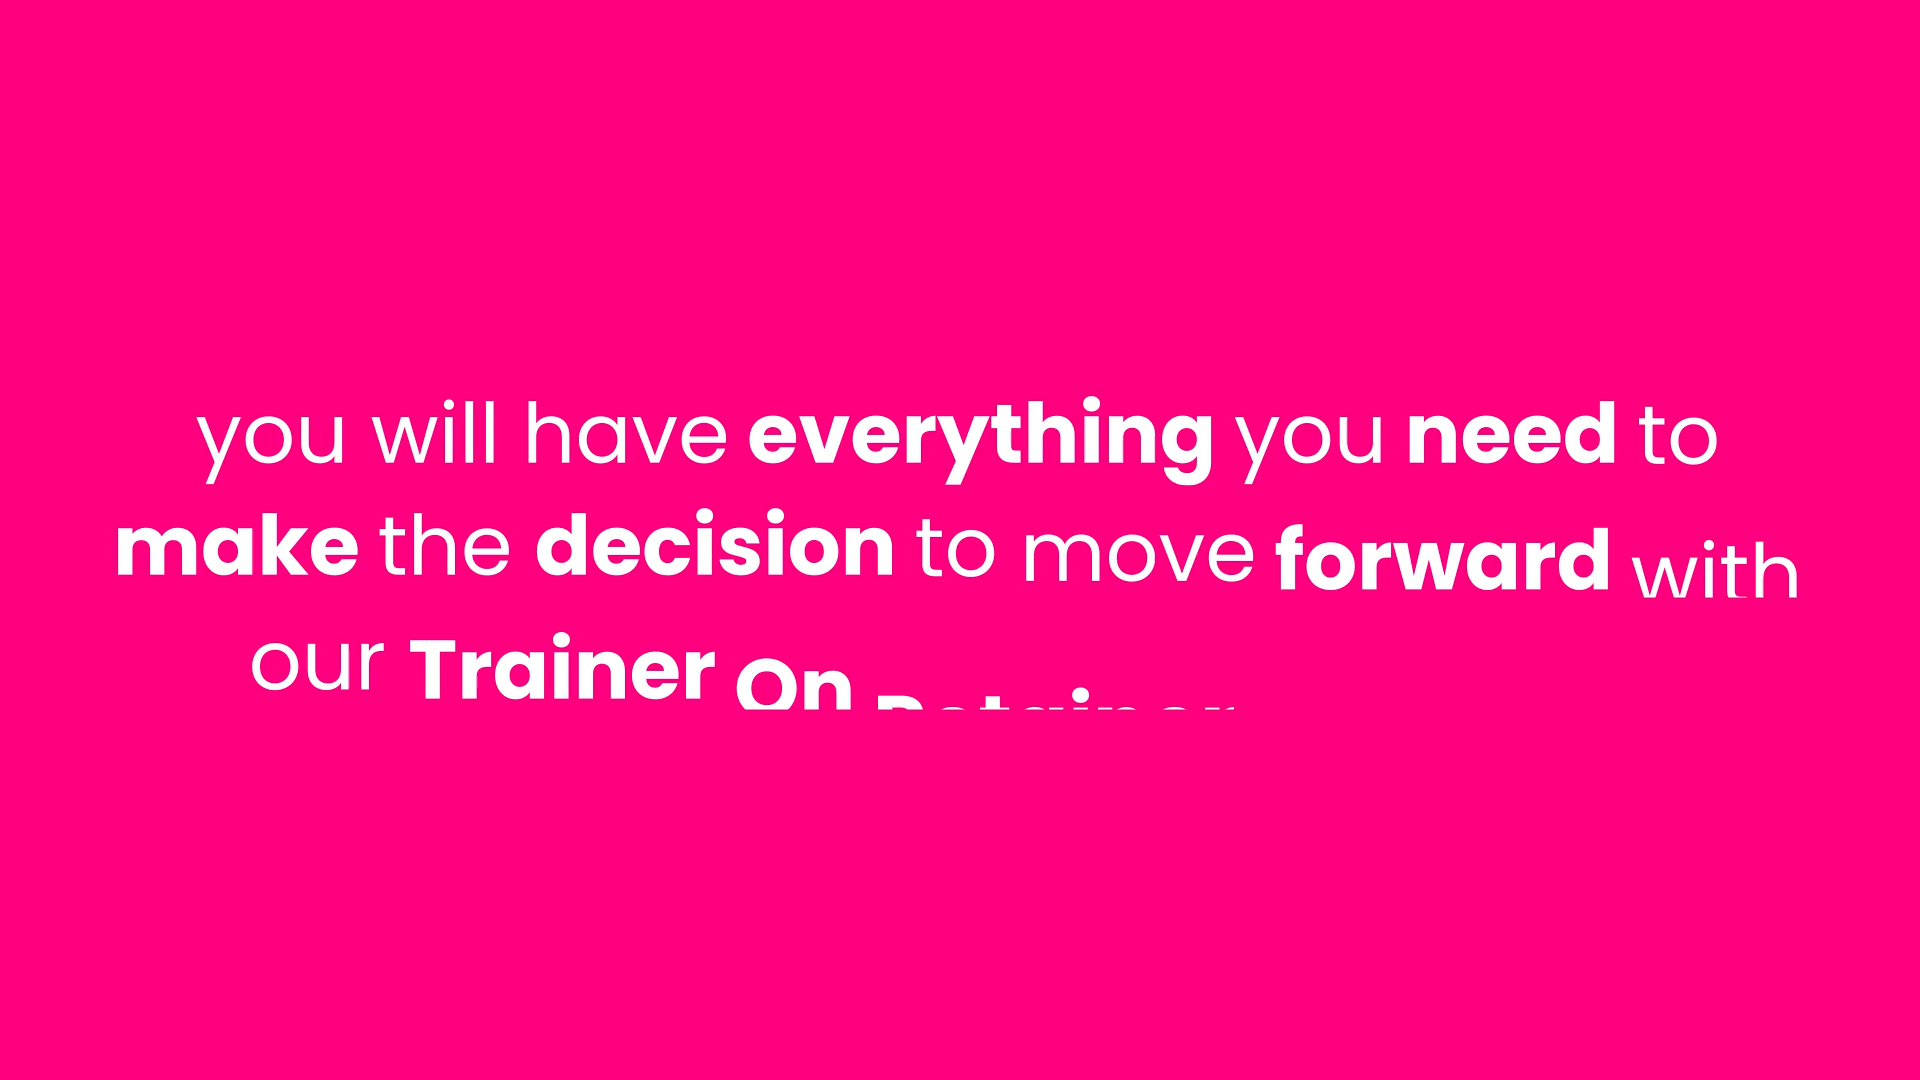 you will have everything you need to
make the decision to move forward with
our Trainer On Retainer